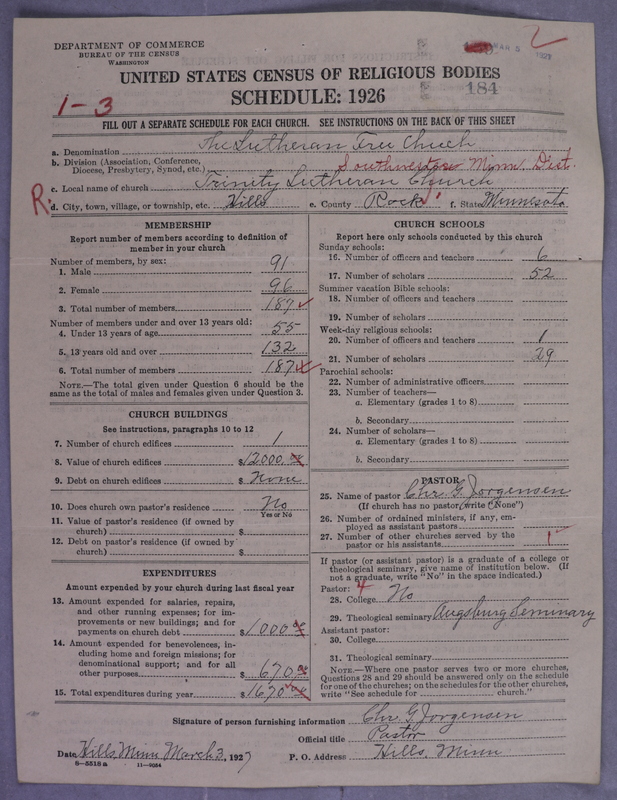 DEPARTMENT OF COMMERCE
BUREAU OF THE CENSUS
WASHINGTON
MAR 5 1927
184
UNITED STATES CENSUS OF RELIGIOUS BODIES
SCHEDULE: 1926
1-3
FILL OUT A SEPARATE SCHEDULE FOR EACH CHURCH. SEE INSTRUCTIONS ON THE BACK OF THIS SHEET
a. Denomination The Lutheran Free Church
b. Division (Association, Conference, Diocese, Presbytery, Synod, etc.) Southwestern Minn. Dist.
c. Local name of church Trinity Lutheran Church
R. d. City, town, village, or township, etc. Hills e. County Rock f. State Minnesota
MEMBERSHIP
Report number of members according to definition of
member in your church
Number of members, by sex:
1. Male 91
2. Female 96
3. Total number of members 187
Number of members under and over 13 years old:
4. Under 13 years of age 55
5. 13 years old and over 132
6. Total number of members 187
NOTE.—The total given under Question 6 should be the
same as the total of males and females given under Question 3.
CHURCH BUILDINGS
See instructions, paragraphs 10 to 12
7. Number of church edifices 1
8. Value of church edifices $12000.00
9. Debt on church edifices $ None
10. Does church own pastor's residence No
Yes or No
11. Value of pastor's residence (if owned by
church) $
12. Debt on pastor's residence (if owned by
church) $
EXPENDITURES
Amount expended by your church during last fiscal year
13. Amount expended for salaries, repairs,
and other running expenses; for im-
provements or new buildings; and for
payments on church debt $1000.00
14. Amount expended for benevolences, in-
cluding home and foreign missions; for
denominational support; and for all
other purposes $670.00
15. Total expenditures during year $1670.00
CHURCH SCHOOLS
Report here only schools conducted by this church
Sunday schools:
16. Number of officers and teachers 6
17. Number of scholars 52
Summer vacation Bible schools:
18. Number of officers and teachers
19. Number of scholars
Week-day religious schools:
20. Number of officers and teachers 1
21. Number of scholars 29
Parochial schools:
22. Number of administrative officers
23. Number of teachers—
a. Elementary (grades 1 to 8)
b. Secondary
24. Number of scholars—
a. Elementary (grades 1 to 8)
b. Secondary
PASTOR
25. Name of pastor Chr. G. Jorgensen
(If church has no pastor, write "None")
26. Number of ordained ministers, if any, em-
ployed as assistant pastors
27. Number of other churches served by the
pastor or his assistants 1
If pastor (or assistant pastor) is a graduate of a college or
theological seminary, give name of institution below. (If
not a graduate, write "No" in the space indicated.)
Pastor: 4
28. College No
29. Theological seminary Augsburg Seminary
Assistant pastor:
30. College
31. Theological seminary
NOTE.—Where one pastor serves two or more churches,
Questions 28 and 29 should be answered only on the schedule
for one of the churches; on the schedules for the other churches,
write "See schedule for church."
Signature of person furnishing information Chr. G. Jorgensen
Official title Pastor
Date Hills, Minn March 3, 1927 P. O. Address Hills, Minn
8-5518 a 11-9064